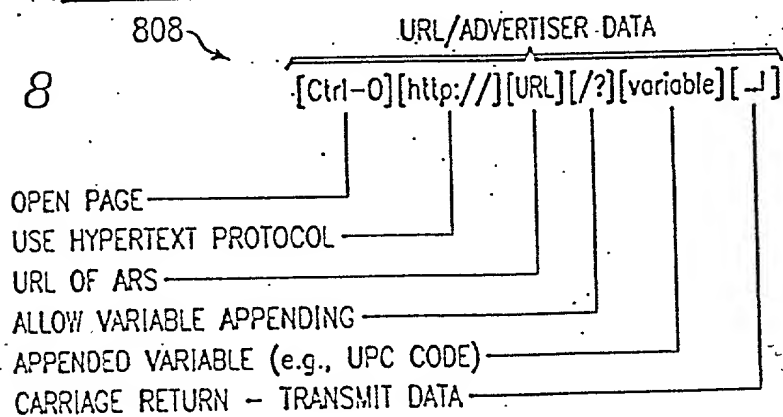 808
URL/ADVERTISER DATA
8
[Ctrl-O][http://][URL][/?][variable][↵]
OPEN PAGE
USE HYPERTEXT PROTOCOL
URL OF ARS
ALLOW VARIABLE APPENDING
APPENDED VARIABLE (e.g., UPC CODE)
CARRIAGE RETURN - TRANSMIT DATA